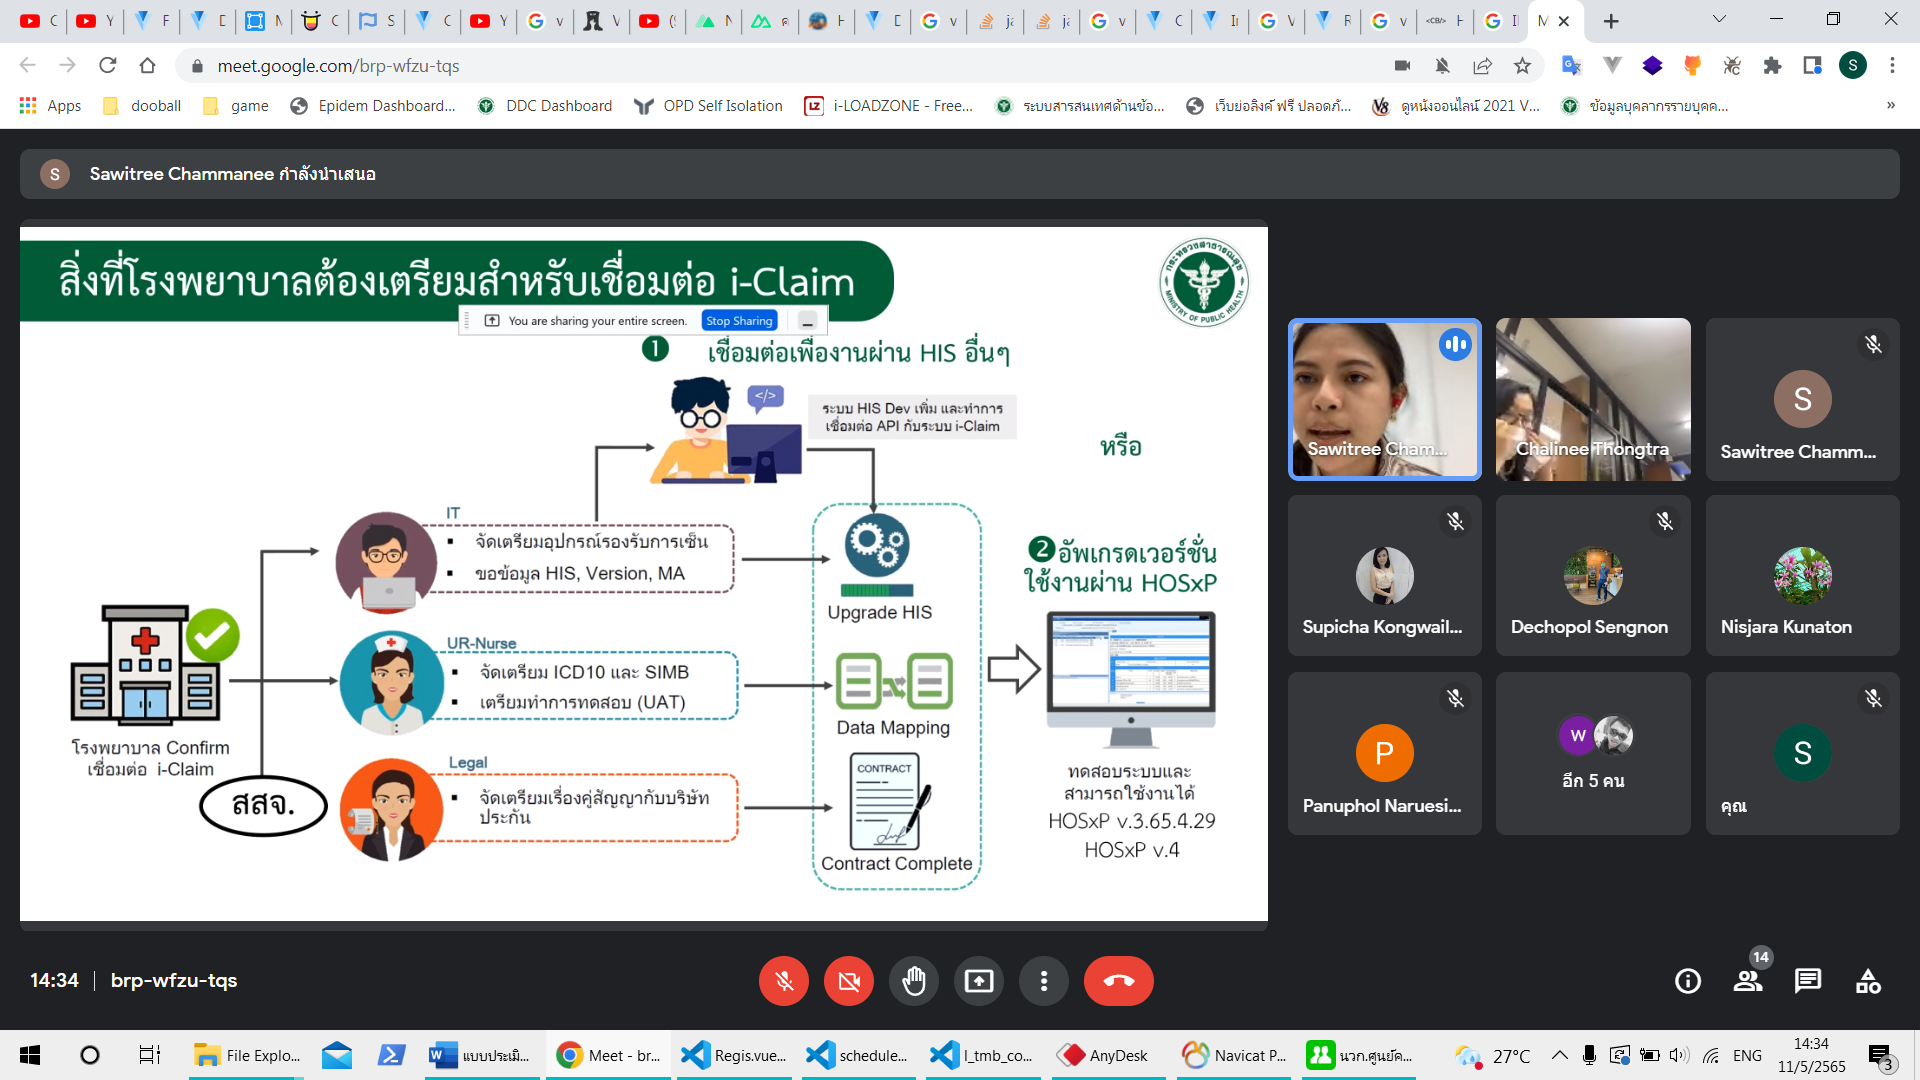 meet.google.com/brp-wfzu-tqs
Apps
dooball
game
Epidem Dashboard...
DDC Dashboard
OPD Self Isolation
i-LOADZONE - Free...
ระบบสารสนเทศด้านข้อ...
เว็บย่อลิงค์ ฟรี ปลอดภั...
ดูหนังออนไลน์ 2021 V...
ข้อมูลบุคลากรรายบุคค...
S
Sawitree Chammanee กำลังนำเสนอ
สิ่งที่โรงพยาบาลต้องเตรียมสำหรับเชื่อมต่อ i-Claim
กระทรวงสาธารณสุข
MINISTRY OF PUBLIC HEALTH
You are sharing your entire screen.
Stop Sharing
1 เชื่อมต่อเพื่องานผ่าน HIS อื่นๆ
</>
ระบบ HIS Dev เพิ่ม และทำการ
เชื่อมต่อ API กับระบบ i-Claim
หรือ
IT
▪ จัดเตรียมอุปกรณ์รองรับการเซ็น
▪ ขอข้อมูล HIS, Version, MA
Upgrade HIS
2 อัพเกรดเวอร์ชั่น
ใช้งานผ่าน HOSxP
UR-Nurse
▪ จัดเตรียม ICD10 และ SIMB
▪ เตรียมทำการทดสอบ (UAT)
Data Mapping
โรงพยาบาล Confirm
เชื่อมต่อ i-Claim
สสจ.
Legal
▪ จัดเตรียมเรื่องคู่สัญญากับบริษัท
ประกัน
CONTRACT
Contract Complete
ทดสอบระบบและ
สามารถใช้งานได้
HOSxP v.3.65.4.29
HOSxP v.4
Sawitree Cham...
Chalinee Thongtra
S
Sawitree Chamm...
Supicha Kongwail...
Dechopol Sengnon
Nisjara Kunaton
P
Panuphol Naruesi...
W
อีก 5 คน
S
คุณ
14:34
brp-wfzu-tqs
14
File Explo...
แบบประเมิ...
Meet - br...
Regis.vue...
schedule...
l_tmb_co...
AnyDesk
Navicat P...
นวก.ศูนย์ค...
27°C
ENG
14:34
11/5/2565
3